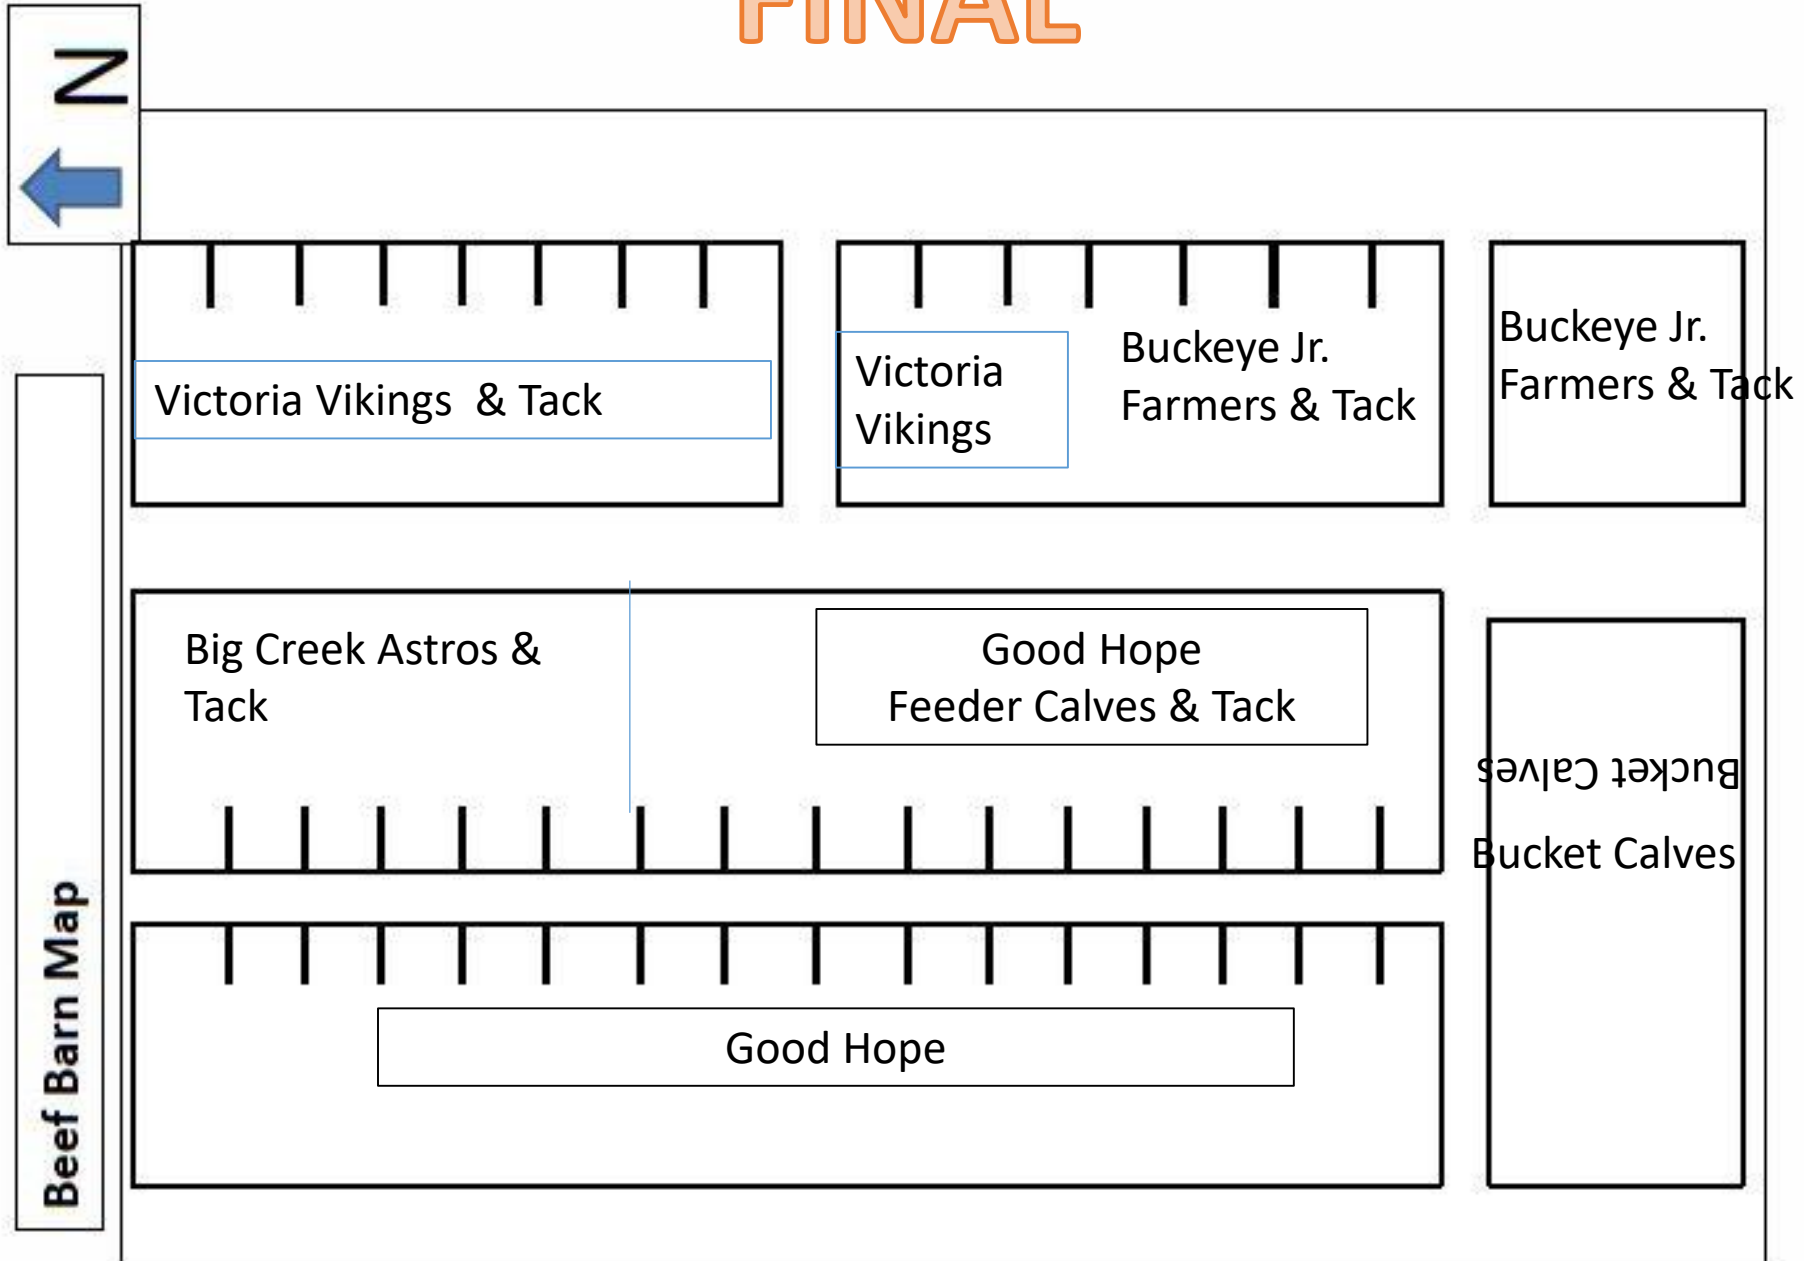 FINAL
N
Victoria Vikings & Tack
Victoria
Vikings
Buckeye Jr.
Farmers & Tack
Buckeye Jr.
Farmers & Tack
Big Creek Astros &
Tack
Good Hope
Feeder Calves & Tack
Bucket Calves
Bucket Calves
Good Hope
Beef Barn Map